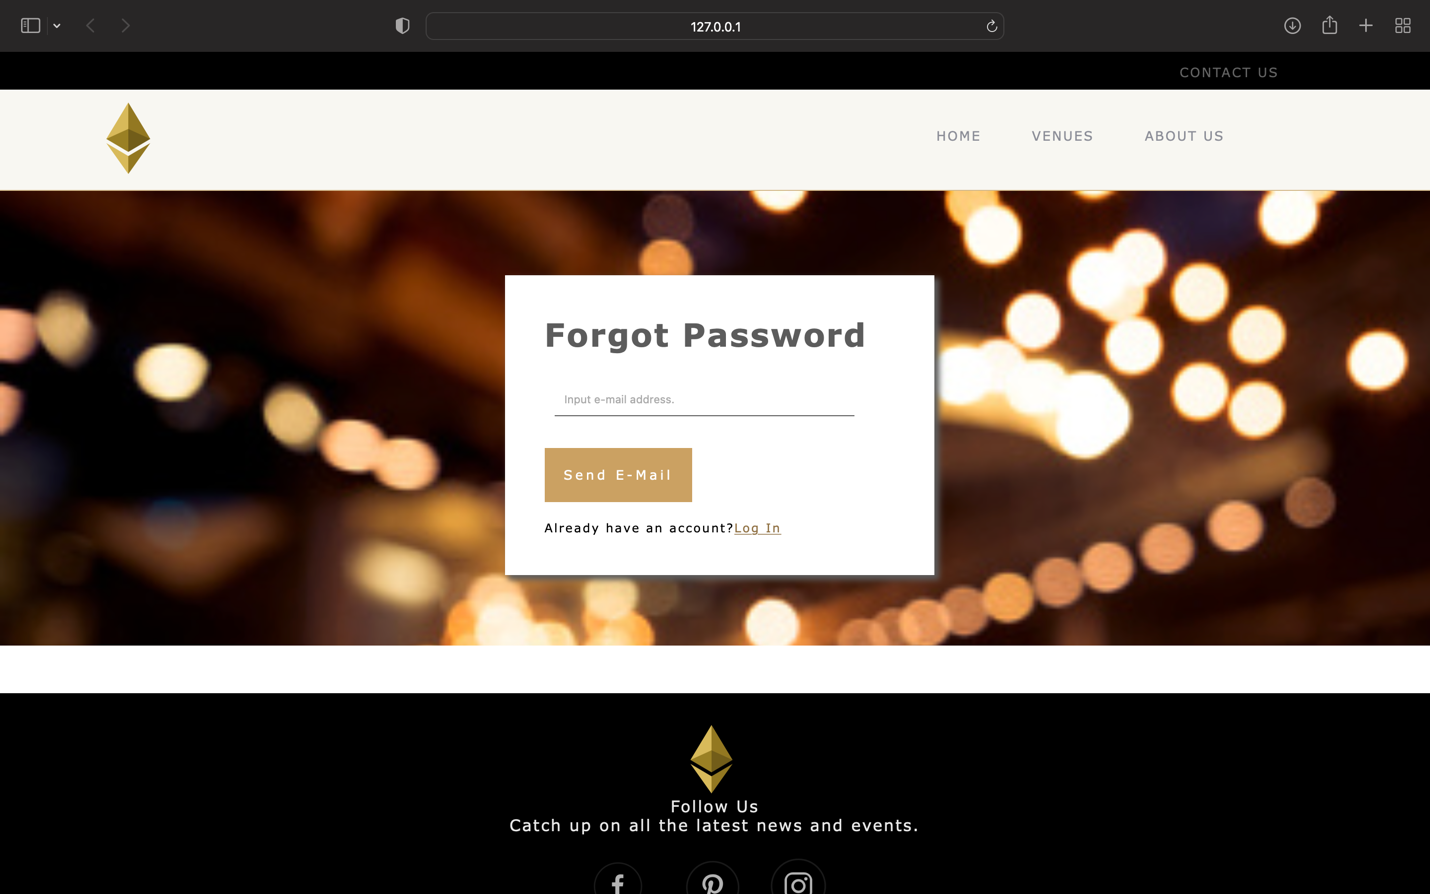 127.0.0.1
CONTACT US
HOME VENUES ABOUT US
Forgot Password
Input e-mail address.
Send E-Mail
Already have an account?Log In
Follow Us
Catch up on all the latest news and events.